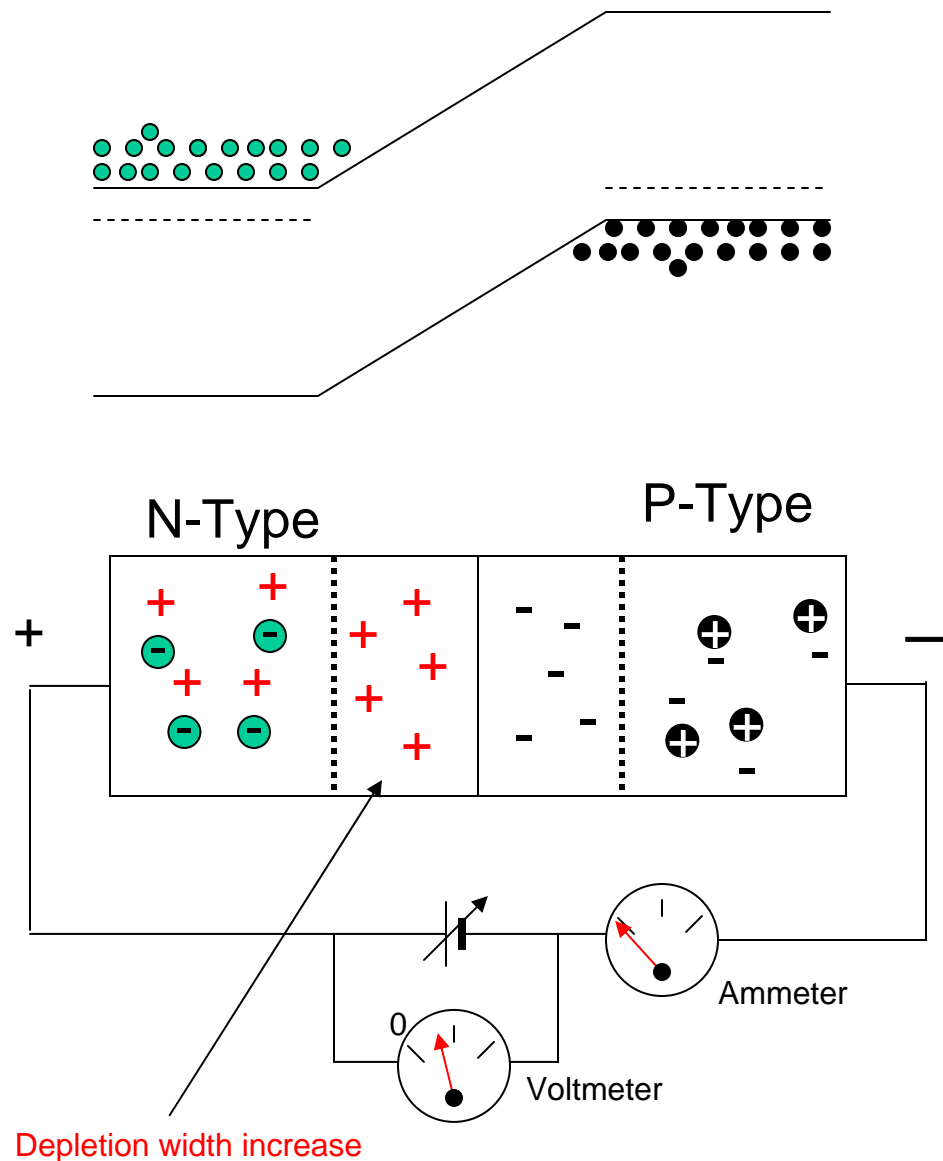 N-Type
P-Type
+
–
0
Ammeter
Voltmeter
Depletion width increase